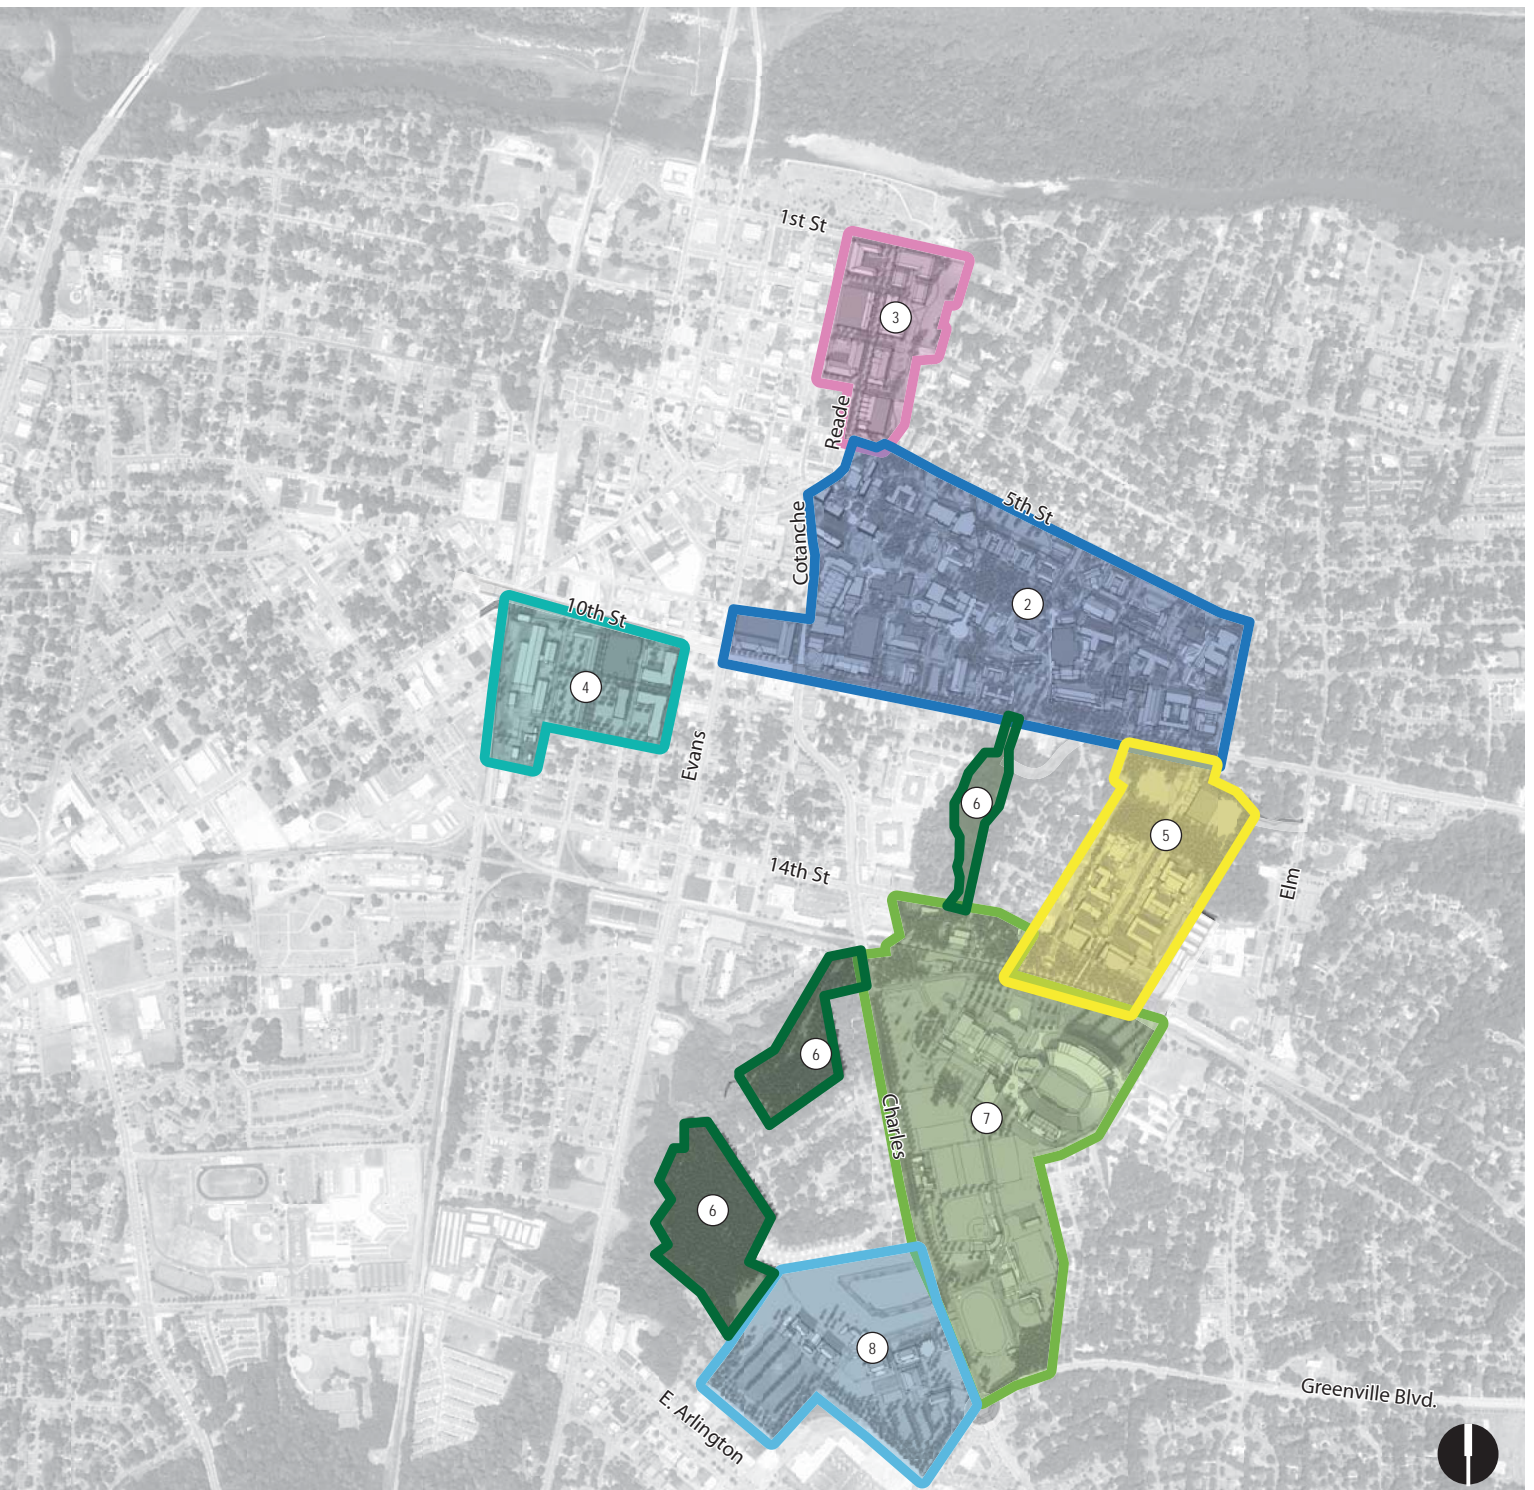 1st St
3
Reade
5th St
Cotanche
2
10th St
4
Evans
6
5
14th St
Elm
6
7
Charles
6
8
E. Arlington
Greenville Blvd.